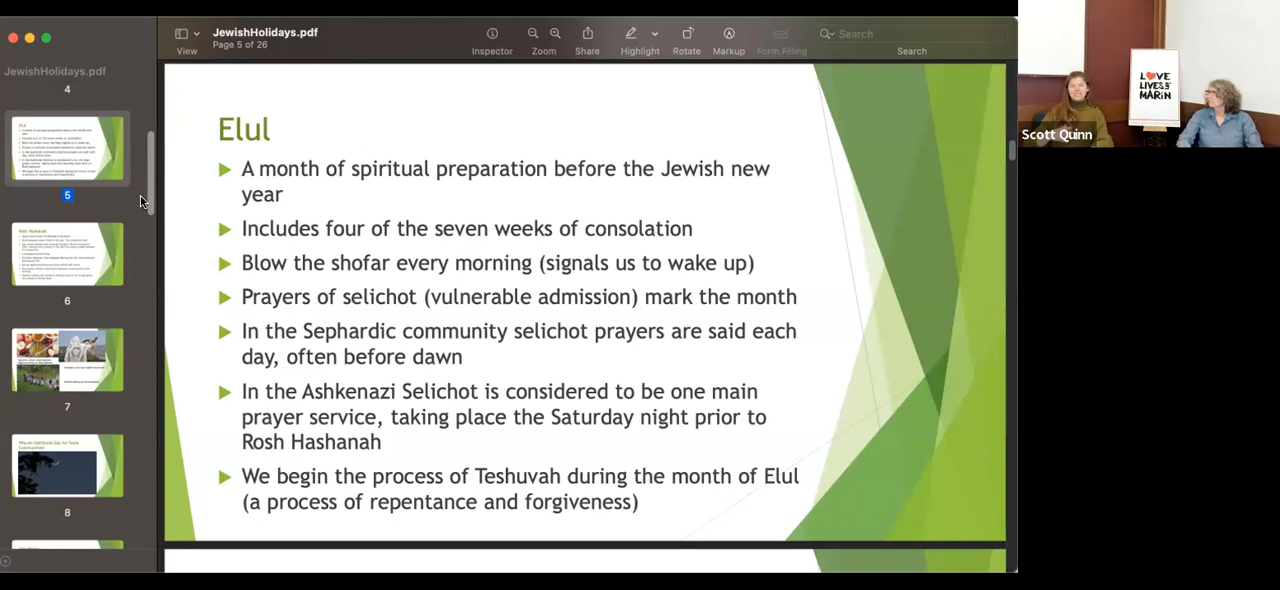 JewishHolidays.pdf
Page 5 of 26
View
Inspector
Zoom
Share
Highlight
Rotate
Markup
Form Filling
Search
Search
JewishHolidays.pdf
4
5
6
7
8
Elul
A month of spiritual preparation before the Jewish new
year
Includes four of the seven weeks of consolation
Blow the shofar every morning (signals us to wake up)
Prayers of selichot (vulnerable admission) mark the month
In the Sephardic community selichot prayers are said each
day, often before dawn
In the Ashkenazi Selichot is considered to be one main
prayer service, taking place the Saturday night prior to
Rosh Hashanah
We begin the process of Teshuvah during the month of Elul
(a process of repentance and forgiveness)
LOVE
LIVES IN
MARIN
Scott Quinn